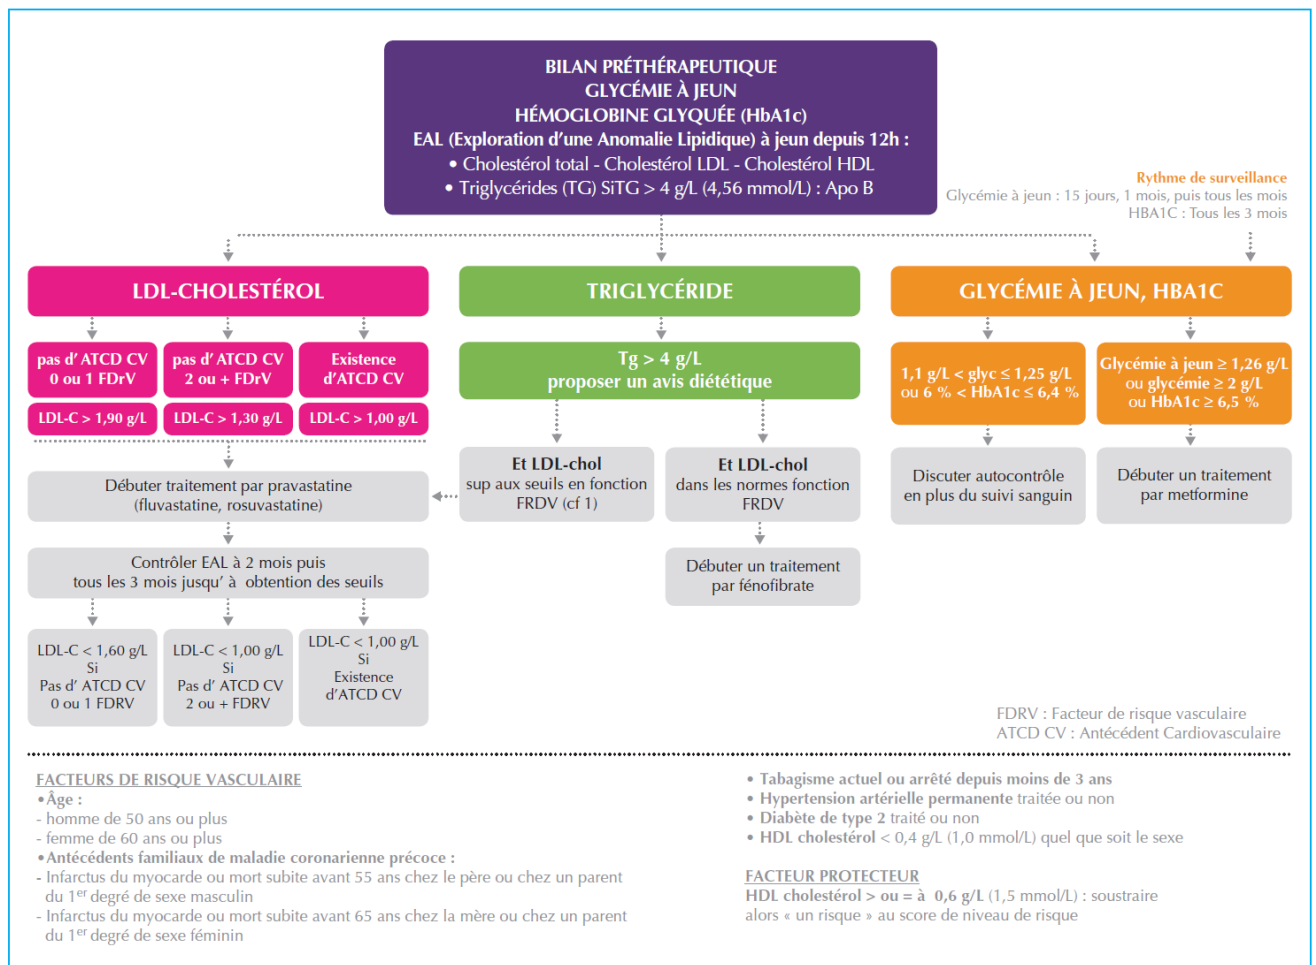 BILAN PRÉTHÉRAPEUTIQUE
GLYCÉMIE À JEUN
HÉMOGLOBINE GLYQUÉE (HbA1c)
EAL (Exploration d'une Anomalie Lipidique) à jeun depuis 12h :
• Cholestérol total - Cholestérol LDL - Cholestérol HDL
• Triglycérides (TG) SiTG > 4 g/L (4,56 mmol/L) : Apo B
Rythme de surveillance
Glycémie à jeun : 15 jours, 1 mois, puis tous les mois
HBA1C : Tous les 3 mois
LDL-CHOLESTÉROL
pas d' ATCD CV
0 ou 1 FDrV
pas d' ATCD CV
2 ou + FDrV
Existence
d'ATCD CV
LDL-C > 1,90 g/L
LDL-C > 1,30 g/L
LDL-C > 1,00 g/L
Débuter traitement par pravastatine
(fluvastatine, rosuvastatine)
Contrôler EAL à 2 mois puis
tous les 3 mois jusqu' à obtention des seuils
LDL-C < 1,60 g/L
Si
Pas d' ATCD CV
0 ou 1 FDRV
LDL-C < 1,00 g/L
Si
Pas d' ATCD CV
2 ou + FDRV
LDL-C < 1,00 g/L
Si
Existence
d'ATCD CV
TRIGLYCÉRIDE
Tg > 4 g/L
proposer un avis diététique
Et LDL-chol
sup aux seuils en fonction
FRDV (cf 1)
Et LDL-chol
dans les normes fonction
FRDV
Débuter un traitement
par fénofibrate
GLYCÉMIE À JEUN, HBA1C
1,1 g/L < glyc ≤ 1,25 g/L
ou 6 % < HbA1c ≤ 6,4 %
Glycémie à jeun ≥ 1,26 g/L
ou glycémie ≥ 2 g/L
ou HbA1c ≥ 6,5 %
Discuter autocontrôle
en plus du suivi sanguin
Débuter un traitement
par metformine
FDRV : Facteur de risque vasculaire
ATCD CV : Antécédent Cardiovasculaire
FACTEURS DE RISQUE VASCULAIRE
•Âge :
- homme de 50 ans ou plus
- femme de 60 ans ou plus
•Antécédents familiaux de maladie coronarienne précoce :
- Infarctus du myocarde ou mort subite avant 55 ans chez le père ou chez un parent
du 1er degré de sexe masculin
- Infarctus du myocarde ou mort subite avant 65 ans chez la mère ou chez un parent
du 1er degré de sexe féminin
• Tabagisme actuel ou arrêté depuis moins de 3 ans
• Hypertension artérielle permanente traitée ou non
• Diabète de type 2 traité ou non
• HDL cholestérol < 0,4 g/L (1,0 mmol/L) quel que soit le sexe
FACTEUR PROTECTEUR
HDL cholestérol > ou = à 0,6 g/L (1,5 mmol/L) : soustraire
alors « un risque » au score de niveau de risque